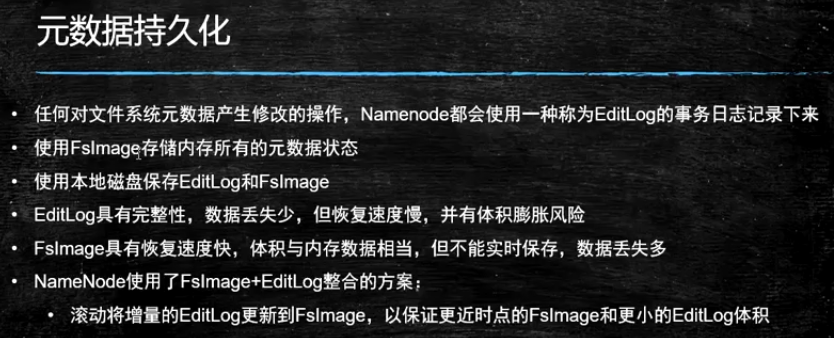 元数据持久化
• 任何对文件系统元数据产生修改的操作，Namenode都会使用一种称为EditLog的事务日志记录下来
• 使用FsImage存储内存所有的元数据状态
• 使用本地磁盘保存EditLog和FsImage
• EditLog具有完整性，数据丢失少，但恢复速度慢，并有体积膨胀风险
• FsImage具有恢复速度快，体积与内存数据相当，但不能实时保存，数据丢失多
• NameNode使用了FsImage+EditLog整合的方案：
• 滚动将增量的EditLog更新到FsImage，以保证更近时点的FsImage和更小的EditLog体积